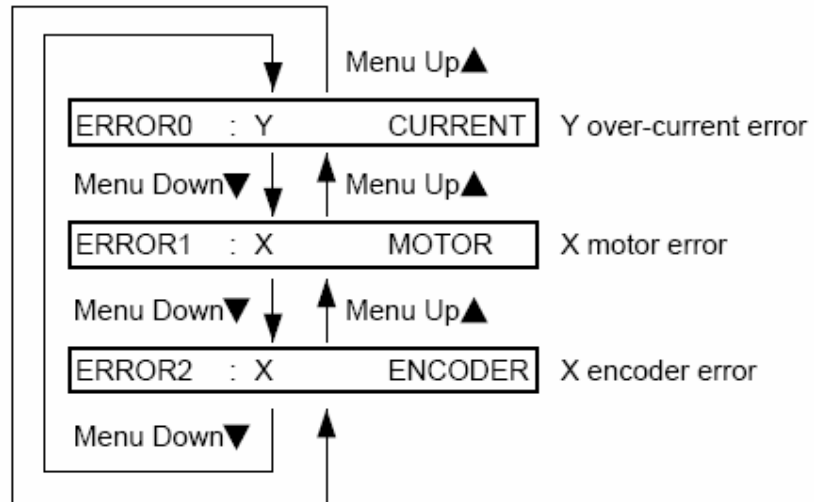 Menu Up▲
ERROR0 : Y CURRENT Y over-current error
Menu Down▼ Menu Up▲
ERROR1 : X MOTOR X motor error
Menu Down▼ Menu Up▲
ERROR2 : X ENCODER X encoder error
Menu Down▼